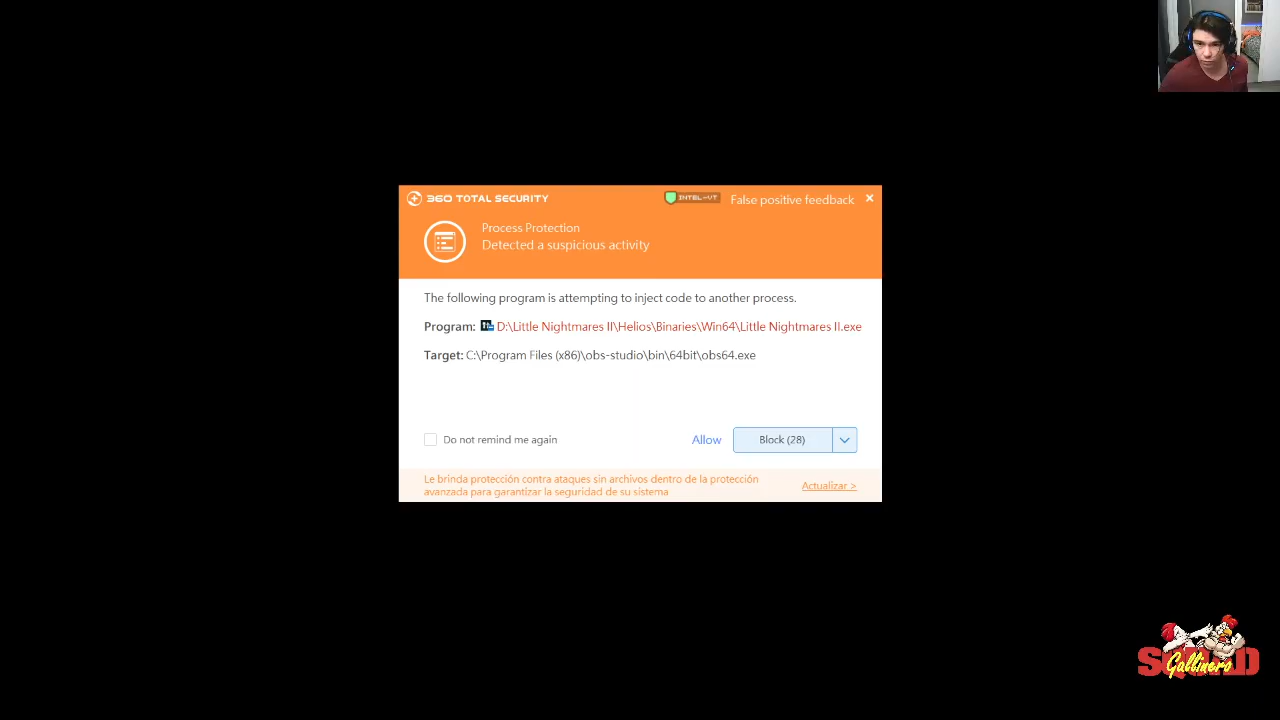 360 TOTAL SECURITY
INTEL-VT
False positive feedback
Process Protection
Detected a suspicious activity
The following program is attempting to inject code to another process.
Program: D:\Little Nightmares II\Helios\Binaries\Win64\Little Nightmares II.exe
Target: C:\Program Files (x86)\obs-studio\bin\64bit\obs64.exe
Do not remind me again
Allow
Block (28)
Le brinda protección contra ataques sin archivos dentro de la protección
avanzada para garantizar la seguridad de su sistema
Actualizar >
SQUAD
Gallinero